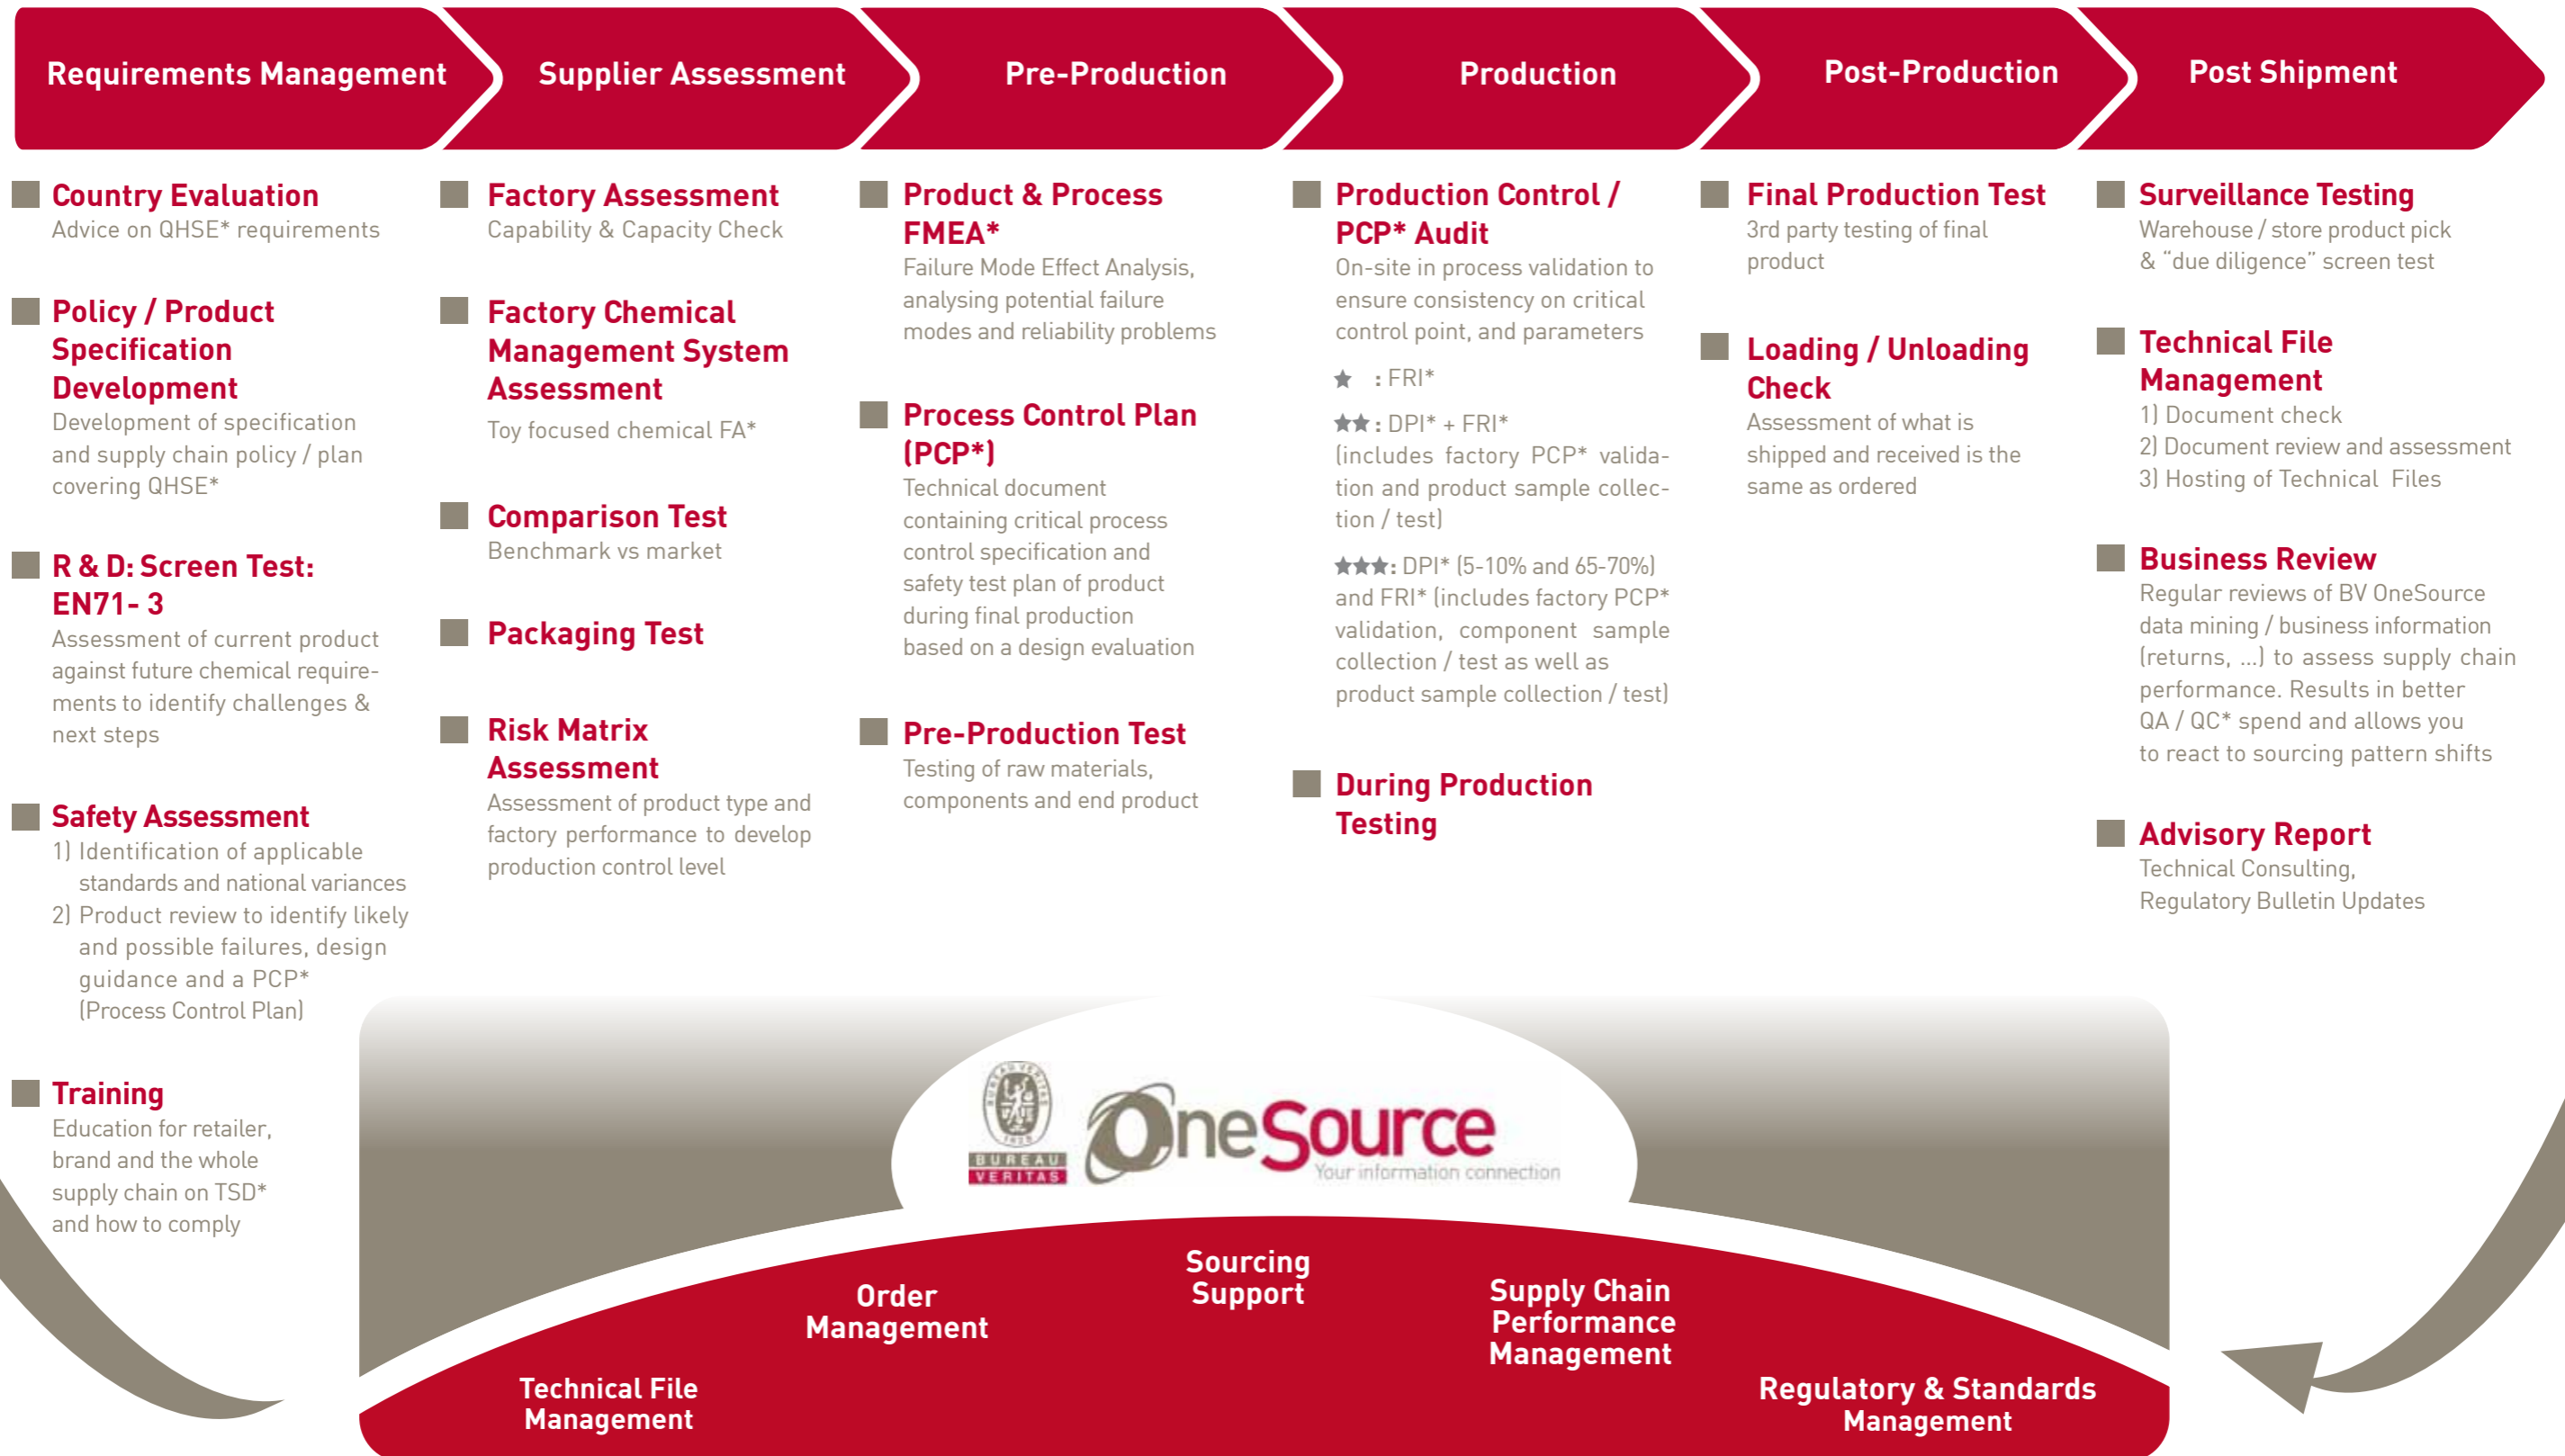 Requirements Management
Supplier Assessment
Pre-Production
Production
Post-Production
Post Shipment
Country Evaluation
Advice on QHSE* requirements
Policy / Product
Specification
Development
Development of specification
and supply chain policy / plan
covering QHSE*
R & D: Screen Test:
EN71- 3
Assessment of current product
against future chemical require-
ments to identify challenges &
next steps
Safety Assessment
1) Identification of applicable
standards and national variances
2) Product review to identify likely
and possible failures, design
guidance and a PCP*
(Process Control Plan)
Training
Education for retailer,
brand and the whole
supply chain on TSD*
and how to comply
Factory Assessment
Capability & Capacity Check
Factory Chemical
Management System
Assessment
Toy focused chemical FA*
Comparison Test
Benchmark vs market
Packaging Test
Risk Matrix
Assessment
Assessment of product type and
factory performance to develop
production control level
Product & Process
FMEA*
Failure Mode Effect Analysis,
analysing potential failure
modes and reliability problems
Process Control Plan
(PCP*)
Technical document
containing critical process
control specification and
safety test plan of product
during final production
based on a design evaluation
Pre-Production Test
Testing of raw materials,
components and end product
Production Control /
PCP* Audit
On-site in process validation to
ensure consistency on critical
control point, and parameters
★ : FRI*
★★ : DPI* + FRI*
(includes factory PCP* valida-
tion and product sample collec-
tion / test)
★★★: DPI* (5-10% and 65-70%)
and FRI* (includes factory PCP*
validation, component sample
collection / test as well as
product sample collection / test)
During Production
Testing
Final Production Test
3rd party testing of final
product
Loading / Unloading
Check
Assessment of what is
shipped and received is the
same as ordered
Surveillance Testing
Warehouse / store product pick
& “due diligence” screen test
Technical File
Management
1) Document check
2) Document review and assessment
3) Hosting of Technical Files
Business Review
Regular reviews of BV OneSource
data mining / business information
(returns, ...) to assess supply chain
performance. Results in better
QA / QC* spend and allows you
to react to sourcing pattern shifts
Advisory Report
Technical Consulting,
Regulatory Bulletin Updates
BUREAU VERITAS
1828
BUREAU
VERITAS
OneSource
Your information connection
Technical File
Management
Order
Management
Sourcing
Support
Supply Chain
Performance
Management
Regulatory & Standards
Management